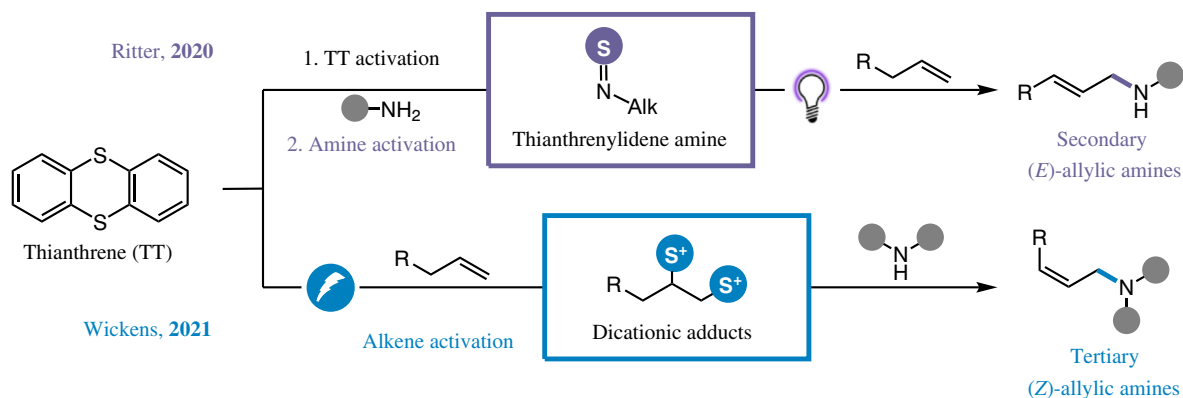 Ritter, 2020
1. TT activation
NH₂
2. Amine activation
S
N
Alk
Thianthrenylidene amine
R
R
N
H
Secondary
(E)-allylic amines
S
S
Thianthrene (TT)
Wickens, 2021
R
Alkene activation
S⁺
R
S⁺
Dicationic adducts
N
H
R
N
Tertiary
(Z)-allylic amines